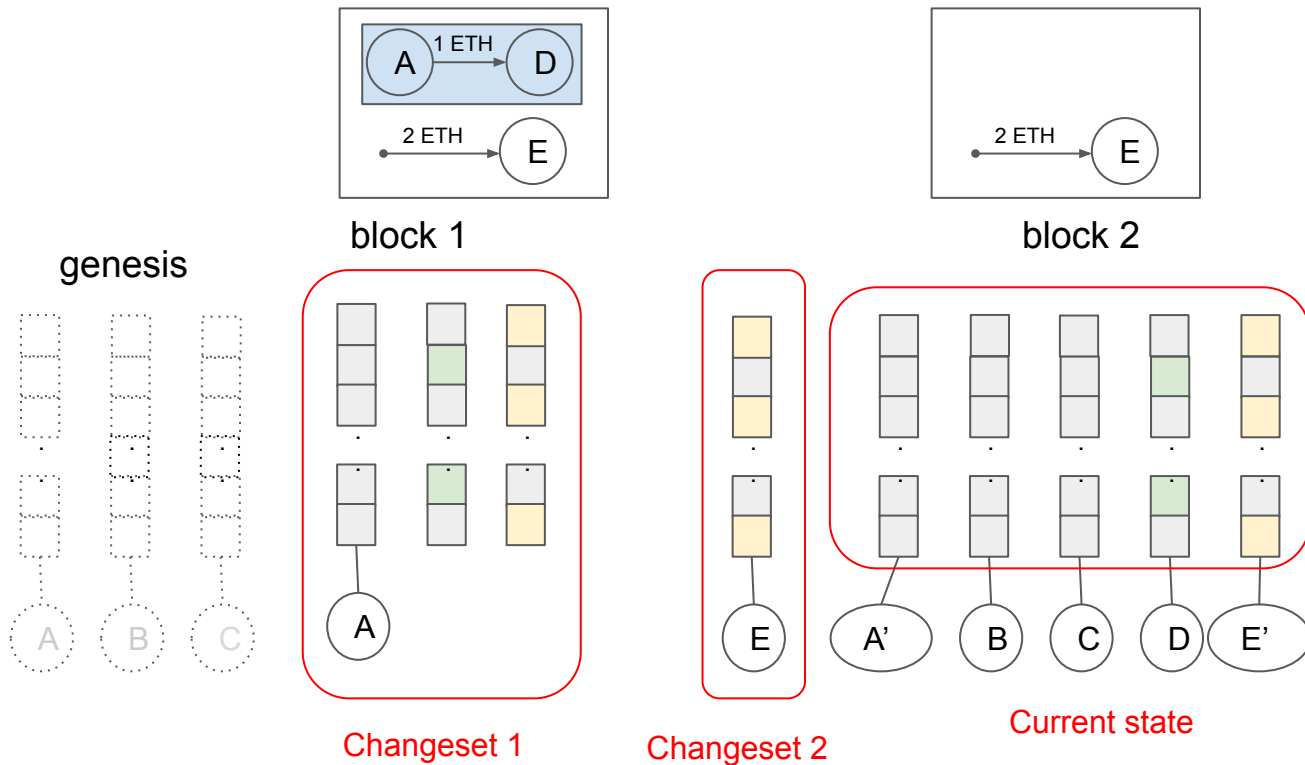 1 ETH
A
D
2 ETH
E
2 ETH
E
block 1
block 2
genesis
A
B
C
A
E
A’
B
C
D
E’
Changeset 1
Changeset 2
Current state